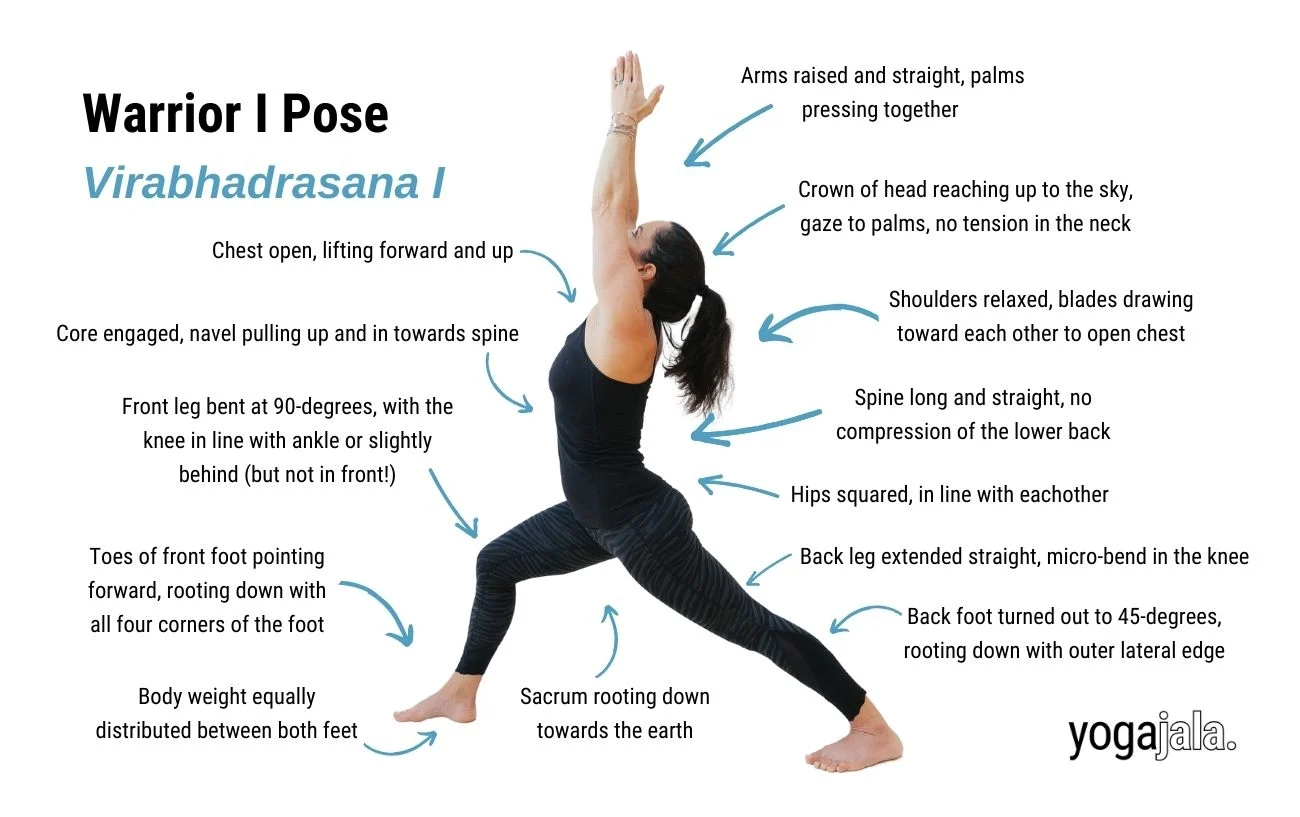 Warrior I Pose
Virabhadrasana I
Arms raised and straight, palms
pressing together
Crown of head reaching up to the sky,
gaze to palms, no tension in the neck
Chest open, lifting forward and up
Shoulders relaxed, blades drawing
toward each other to open chest
Core engaged, navel pulling up and in towards spine
Spine long and straight, no
compression of the lower back
Front leg bent at 90-degrees, with the
knee in line with ankle or slightly
behind (but not in front!)
Hips squared, in line with eachother
Back leg extended straight, micro-bend in the knee
Toes of front foot pointing
forward, rooting down with
all four corners of the foot
Back foot turned out to 45-degrees,
rooting down with outer lateral edge
Body weight equally
distributed between both feet
Sacrum rooting down
towards the earth
yogajala.